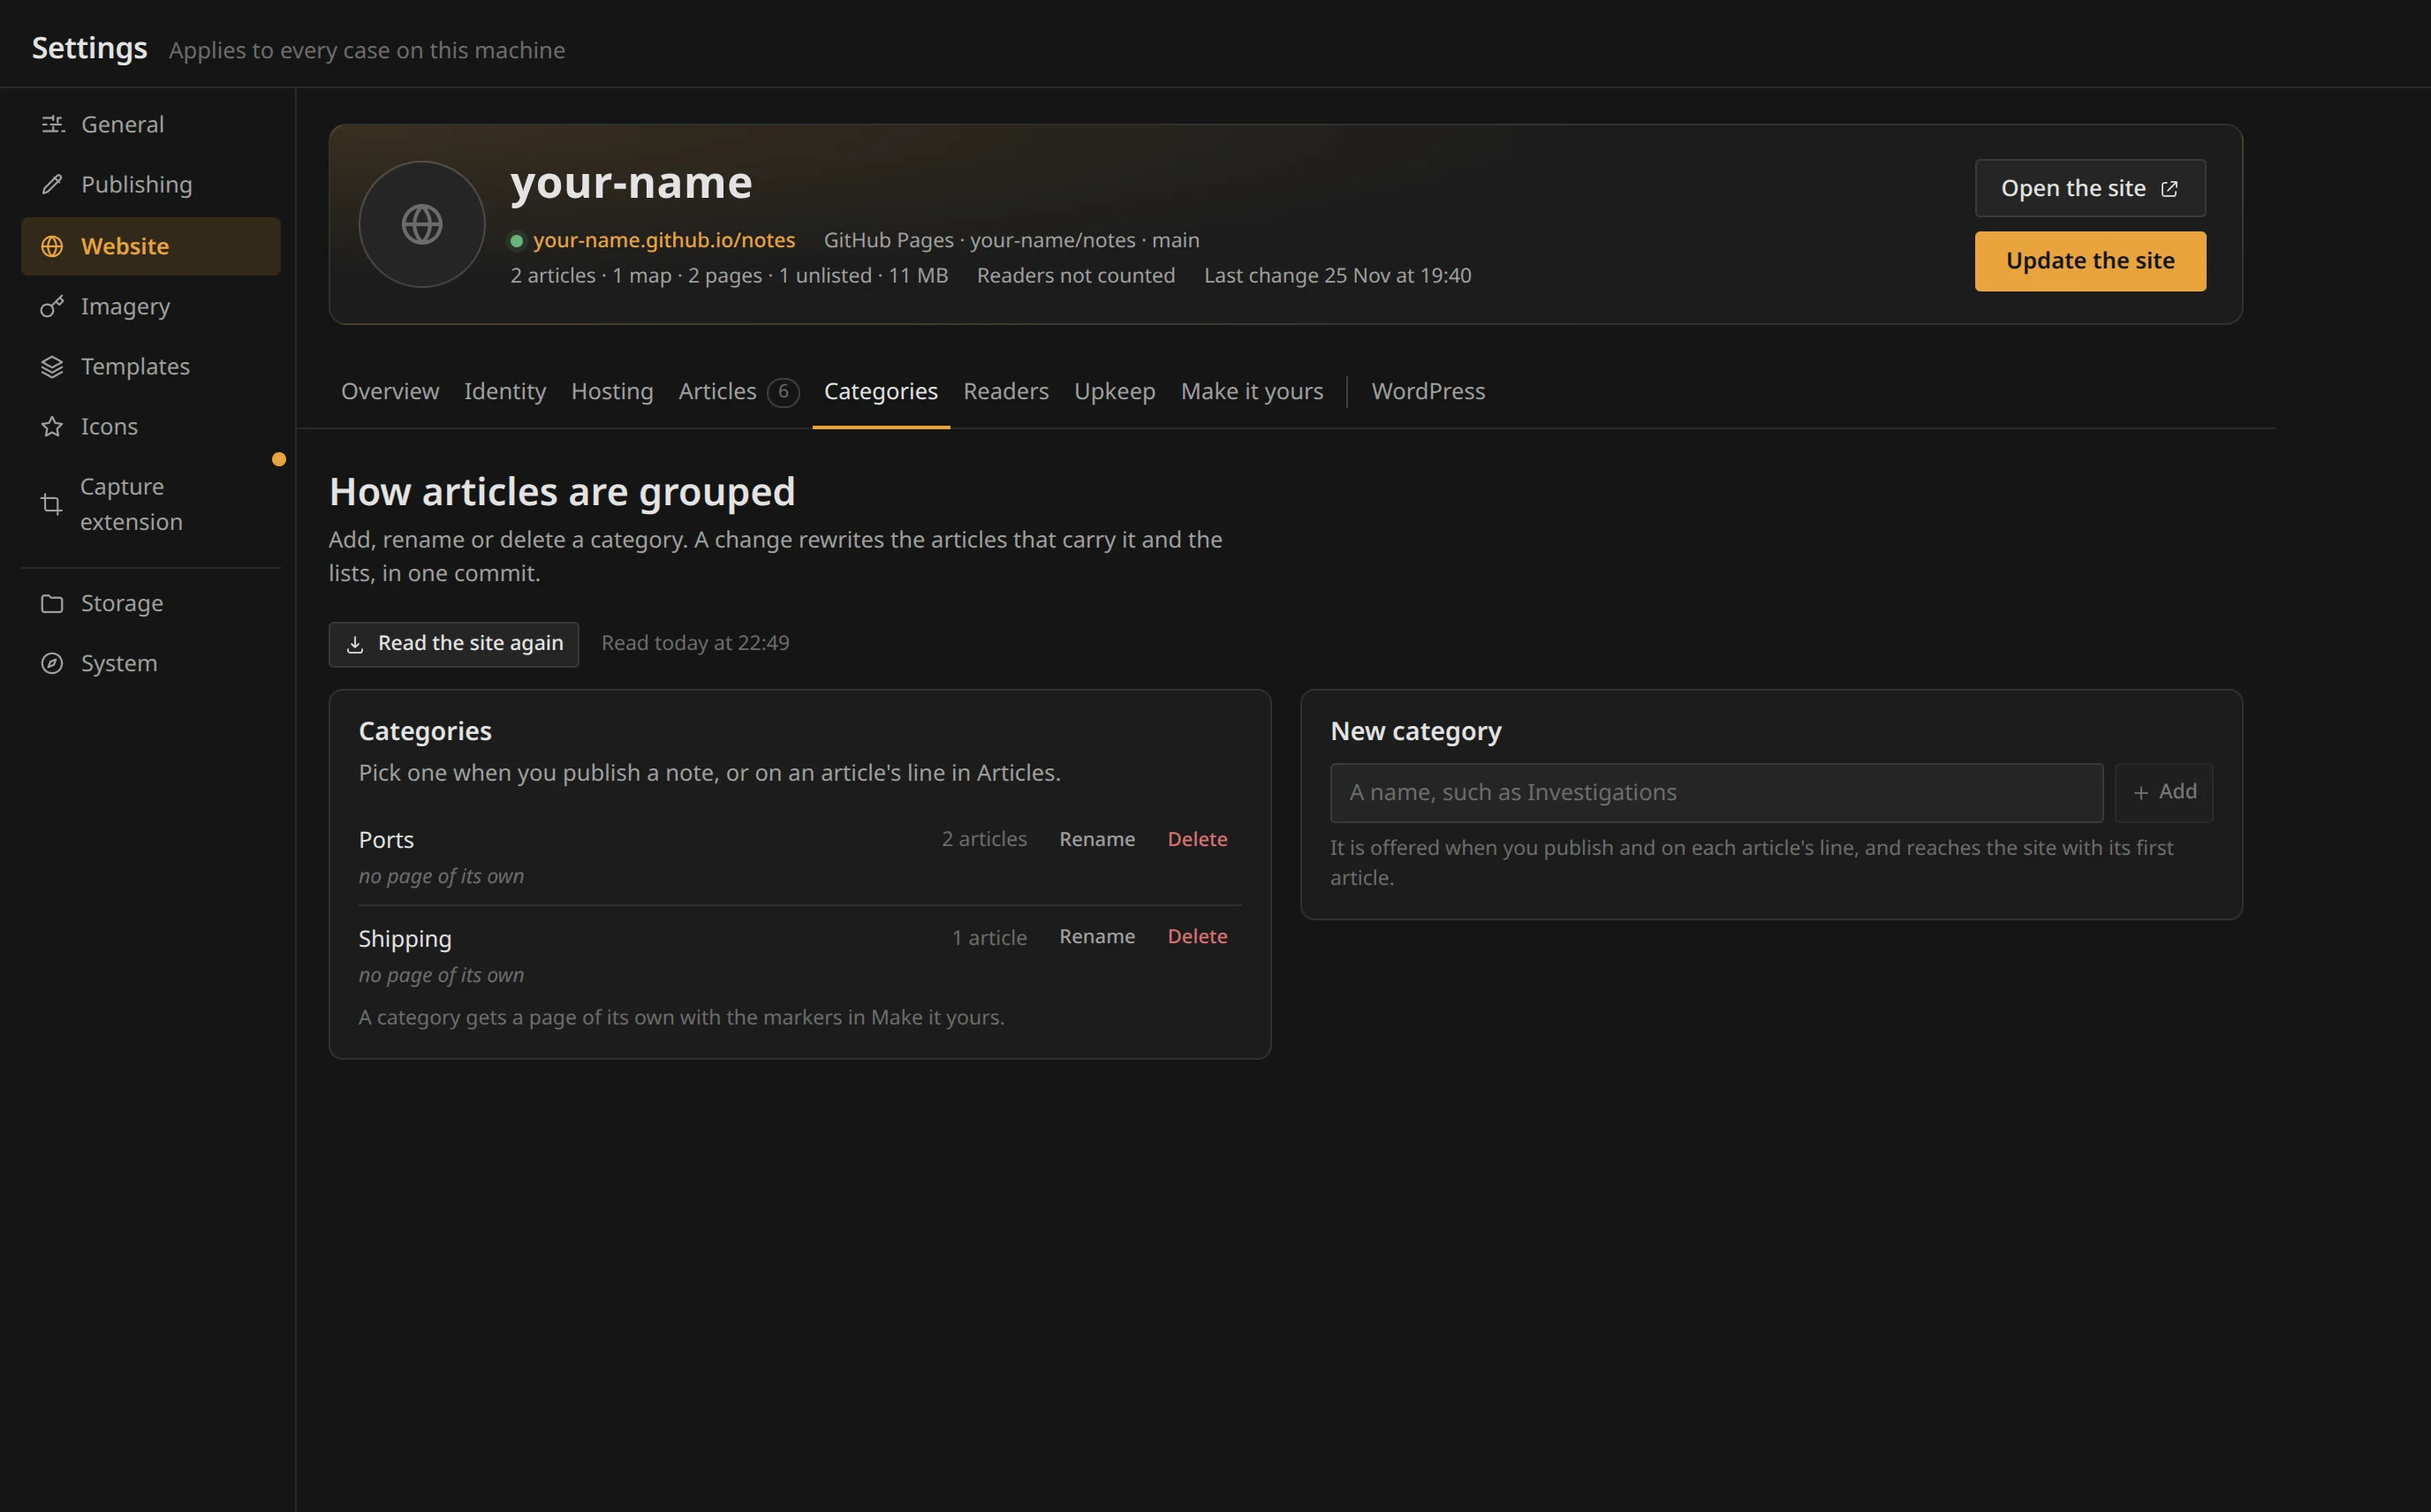 Settings Applies to every case on this machine
General
Publishing
Website
Imagery
Templates
Icons
Capture
extension
Storage
System
your-name
your-name.github.io/notes GitHub Pages · your-name/notes · main
2 articles · 1 map · 2 pages · 1 unlisted · 11 MB Readers not counted Last change 25 Nov at 19:40
Open the site
Update the site
Overview Identity Hosting Articles 6 Categories Readers Upkeep Make it yours WordPress
How articles are grouped
Add, rename or delete a category. A change rewrites the articles that carry it and the
lists, in one commit.
Read the site again Read today at 22:49
Categories
Pick one when you publish a note, or on an article's line in Articles.
Ports 2 articles Rename Delete
no page of its own
Shipping 1 article Rename Delete
no page of its own
A category gets a page of its own with the markers in Make it yours.
New category
A name, such as Investigations + Add
It is offered when you publish and on each article's line, and reaches the site with its first
article.